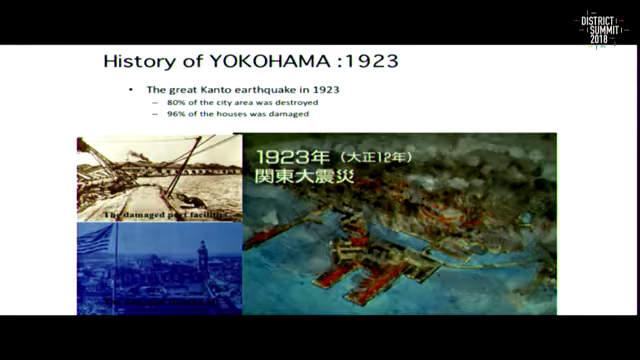 DISTRICT
SUMMIT
2018
History of YOKOHAMA :1923
• The great Kanto earthquake in 1923
– 80% of the city area was destroyed
– 96% of the houses was damaged
1923年（大正12年）
関東大震災
The damaged port facilities